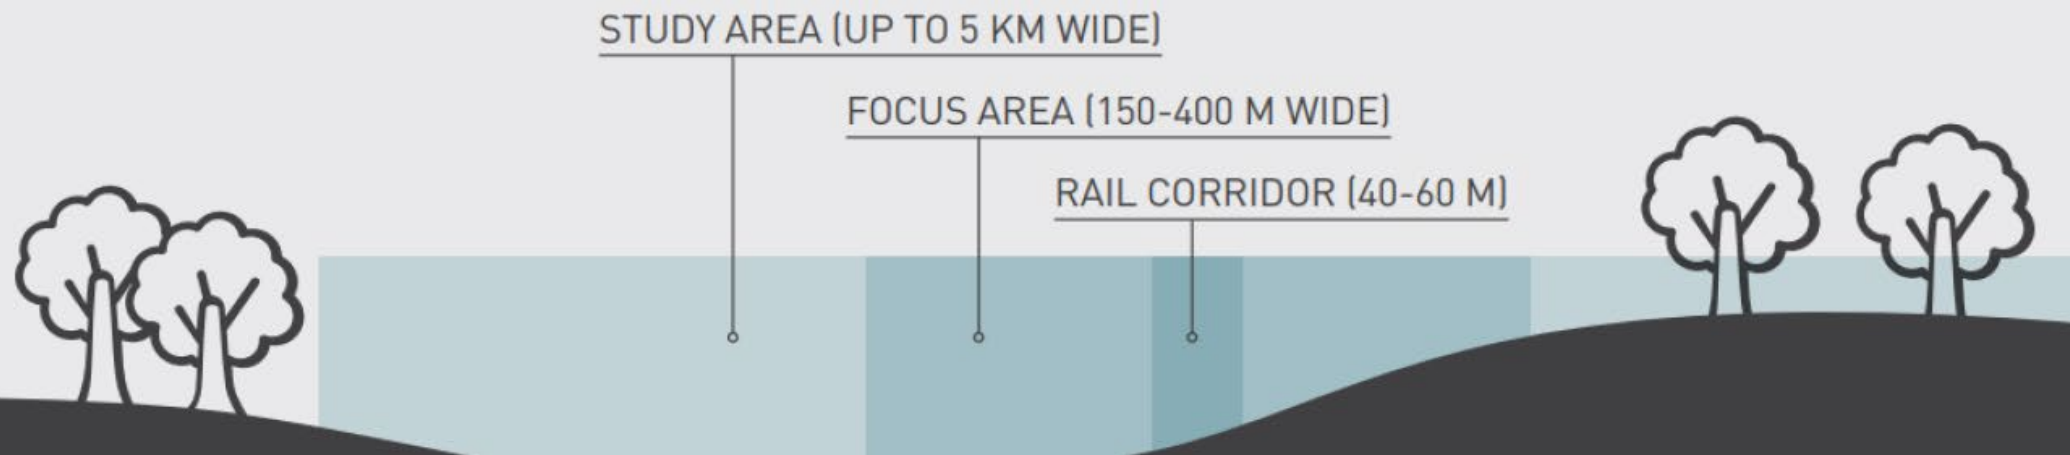 STUDY AREA (UP TO 5 KM WIDE)
FOCUS AREA (150-400 M WIDE)
RAIL CORRIDOR (40-60 M)